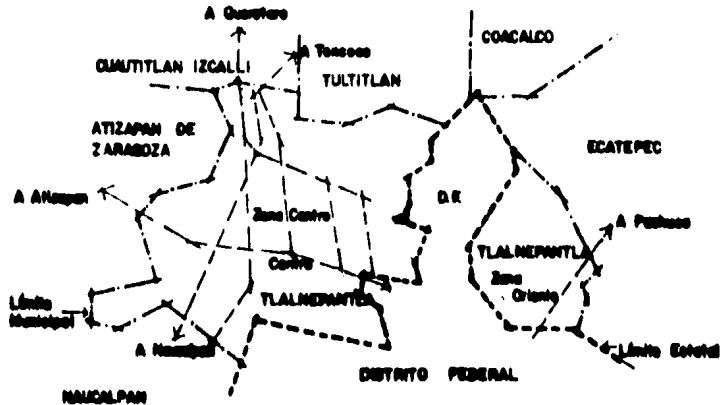 A Querétaro
COACALCO
A Toncoco
CUAUTITLAN IZCALLI
TULTITLAN
ATIZAPAN DE
ZARAGOZA
ECATEPEC
A Atizapan
D.F.
Zona Centro
A Pachuca
TLALNEPANTLA
Centro
Zona
Oriente
TLALNEPANTLA
Límite
Municipal
A Naucalpan
Límite Estatal
DISTRITO FEDERAL
NAUCALPAN